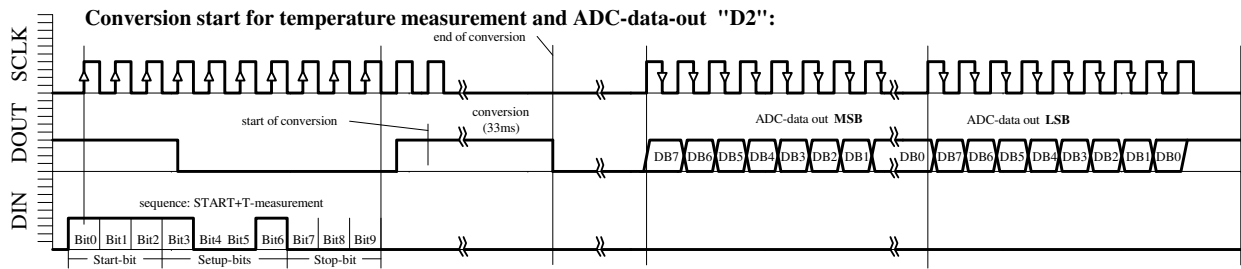 Conversion start for temperature measurement and ADC-data-out "D2":
end of conversion
SCLK
start of conversion
conversion
(33ms)
ADC-data out MSB
ADC-data out LSB
DOUT
DB7 DB6 DB5 DB4 DB3 DB2 DB1 DB0 DB7 DB6 DB5 DB4 DB3 DB2 DB1 DB0
sequence: START+T-measurement
DIN
Bit0 Bit1 Bit2 Bit3 Bit4 Bit5 Bit6 Bit7 Bit8 Bit9
Start-bit Setup-bits Stop-bit